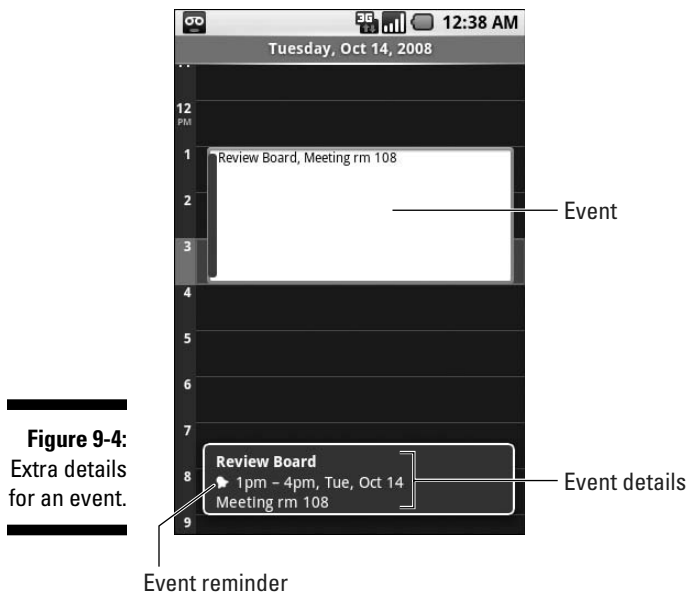 3G 12:38 AM
Tuesday, Oct 14, 2008
12
PM
1
Review Board, Meeting rm 108
2
Event
3
4
5
6
7
Figure 9-4:
Extra details
for an event.
Review Board
8
1pm – 4pm, Tue, Oct 14
Event details
Meeting rm 108
9
Event reminder